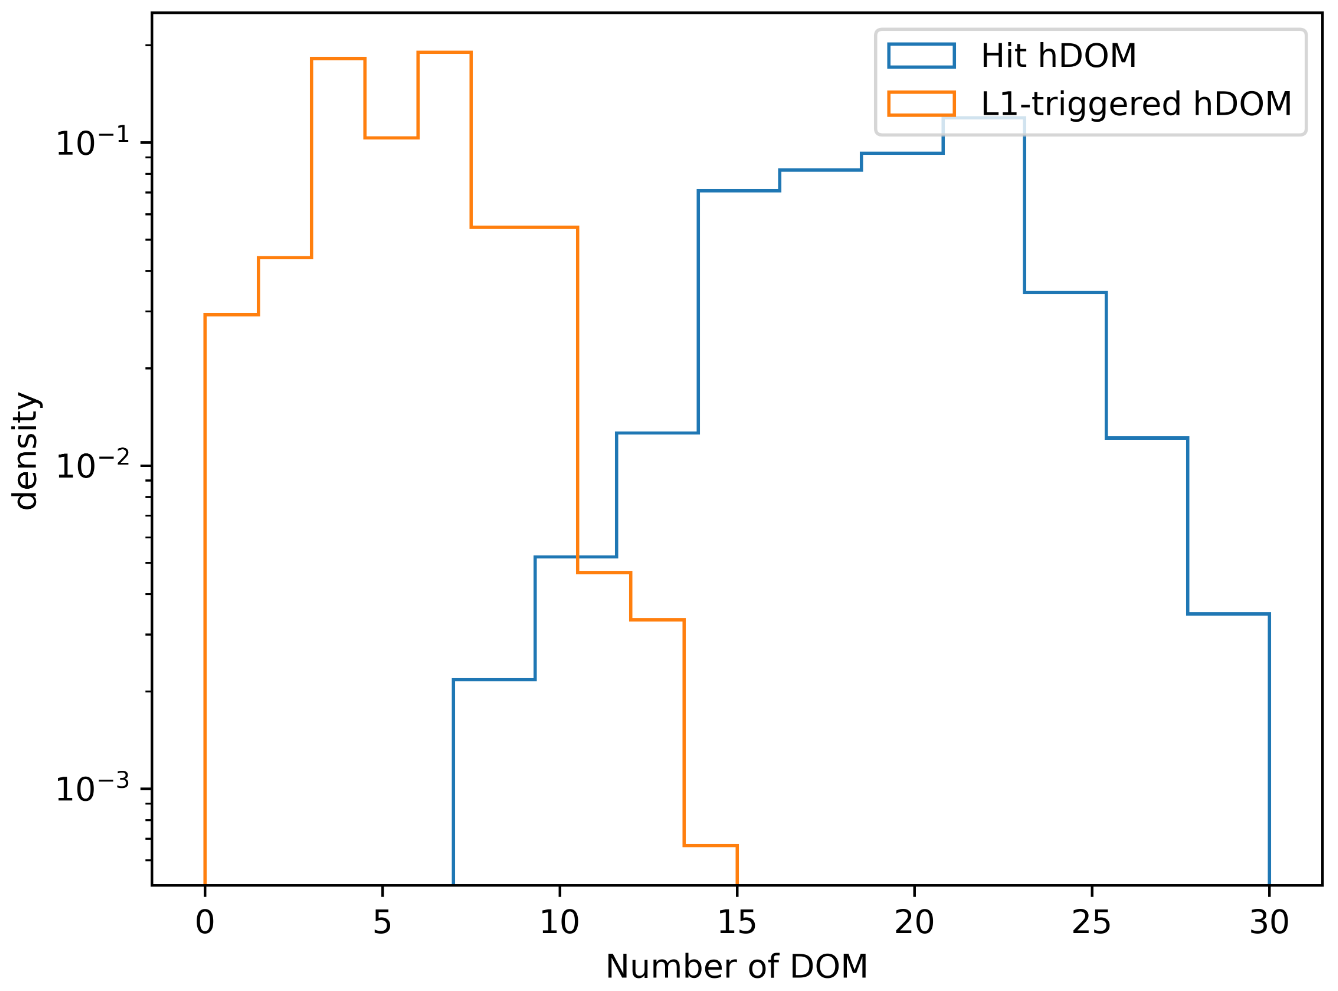 Hit hDOM
L1-triggered hDOM
10⁻¹
10⁻²
10⁻³
density
0 5 10 15 20 25 30
Number of DOM